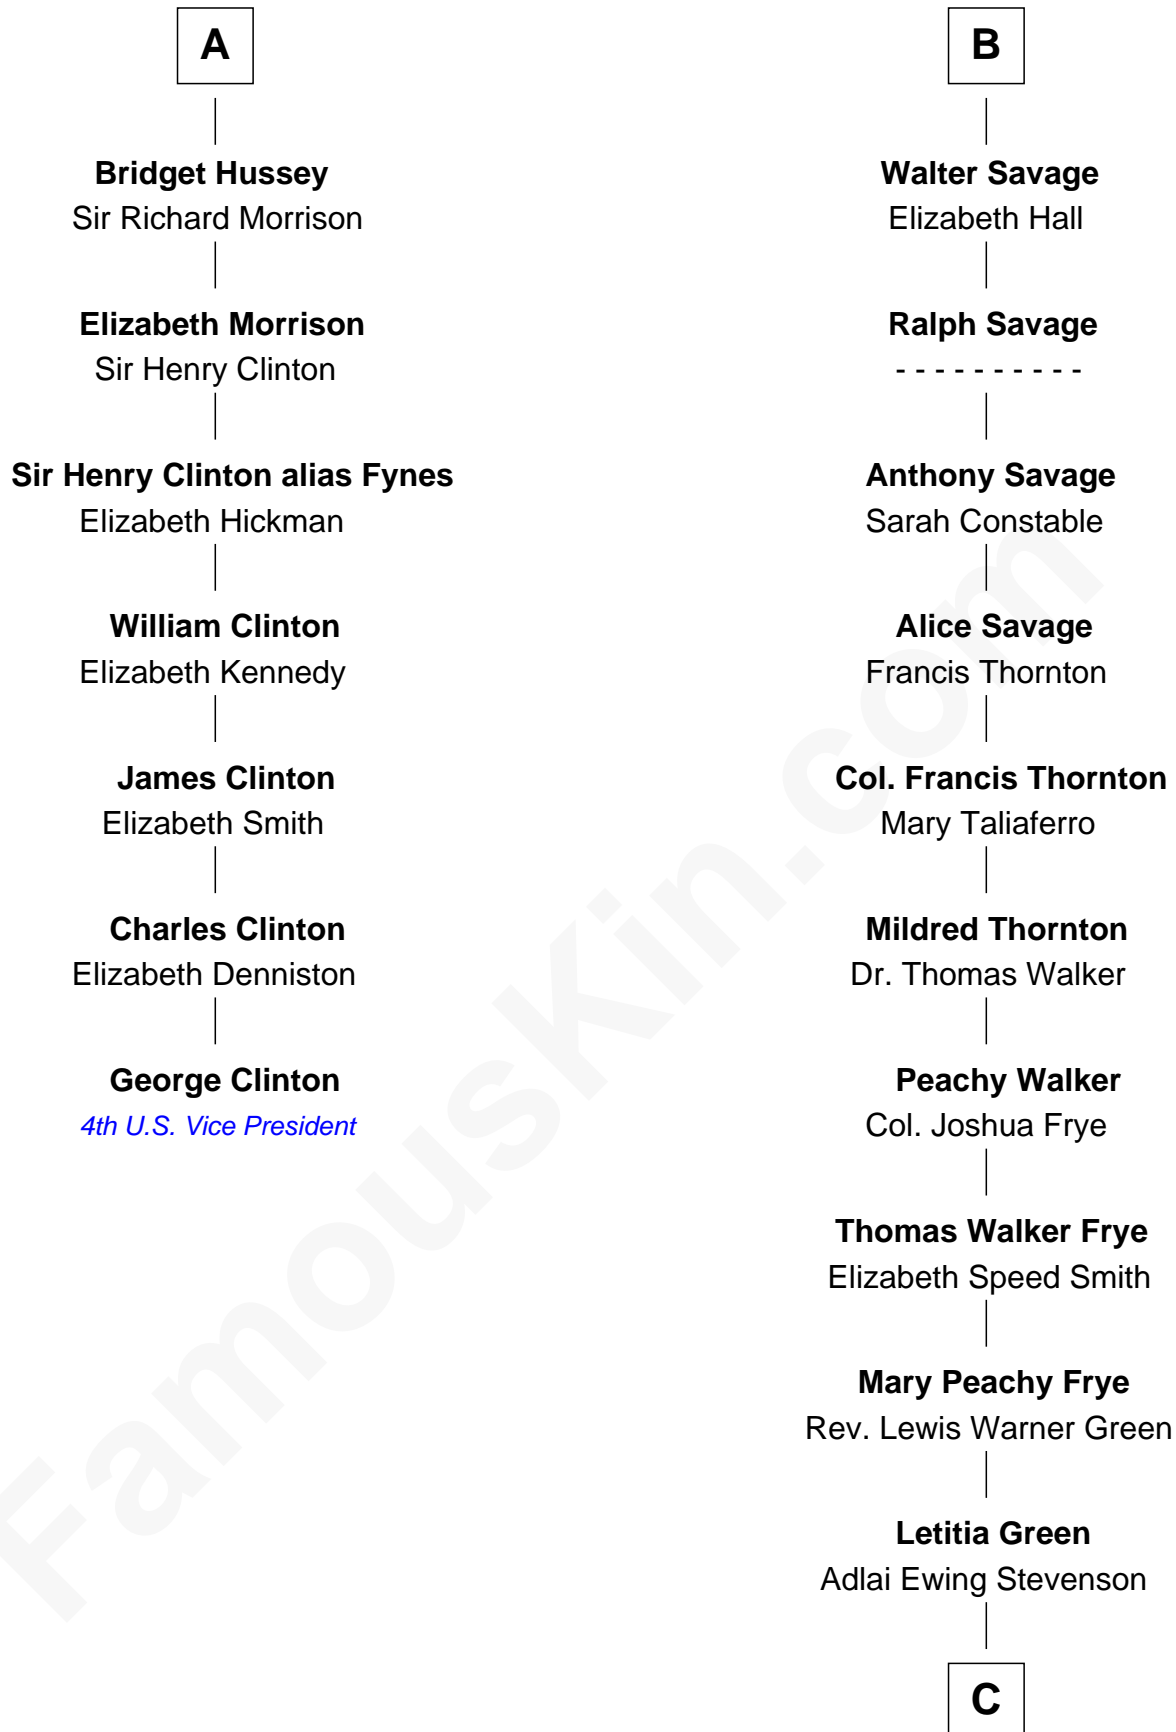 A
Bridget Hussey
Sir Richard Morrison
Elizabeth Morrison
Sir Henry Clinton
Sir Henry Clinton alias Fynes
Elizabeth Hickman
William Clinton
Elizabeth Kennedy
James Clinton
Elizabeth Smith
Charles Clinton
Elizabeth Denniston
George Clinton
4th U.S. Vice President
B
Walter Savage
Elizabeth Hall
Ralph Savage
- - - - - - - - - -
Anthony Savage
Sarah Constable
Alice Savage
Francis Thornton
Col. Francis Thornton
Mary Taliaferro
Mildred Thornton
Dr. Thomas Walker
Peachy Walker
Col. Joshua Frye
Thomas Walker Frye
Elizabeth Speed Smith
Mary Peachy Frye
Rev. Lewis Warner Green
Letitia Green
Adlai Ewing Stevenson
C
FamousKin.com